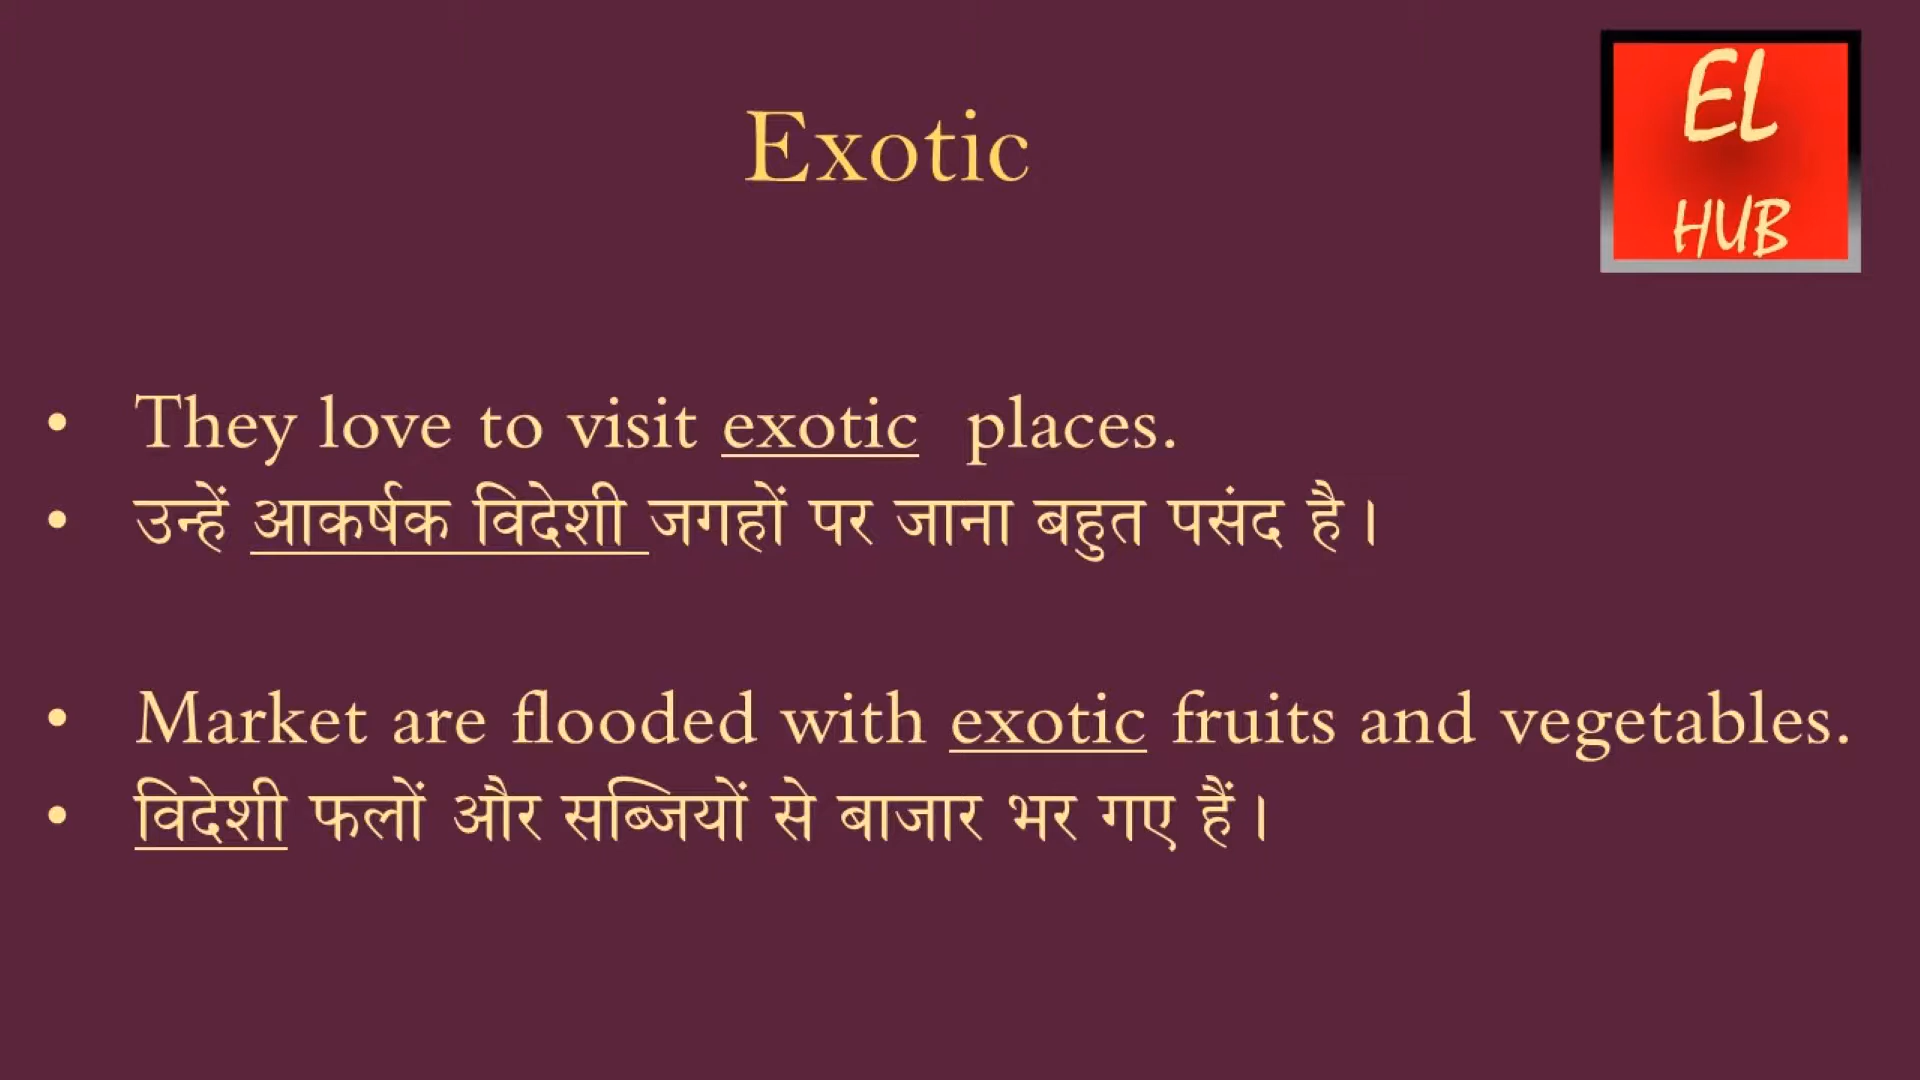 EL
HUB
Exotic
• They love to visit exotic places.
• उन्हें आकर्षक विदेशी जगहों पर जाना बहुत पसंद है।
• Market are flooded with exotic fruits and vegetables.
• विदेशी फलों और सब्जियों से बाजार भर गए हैं।